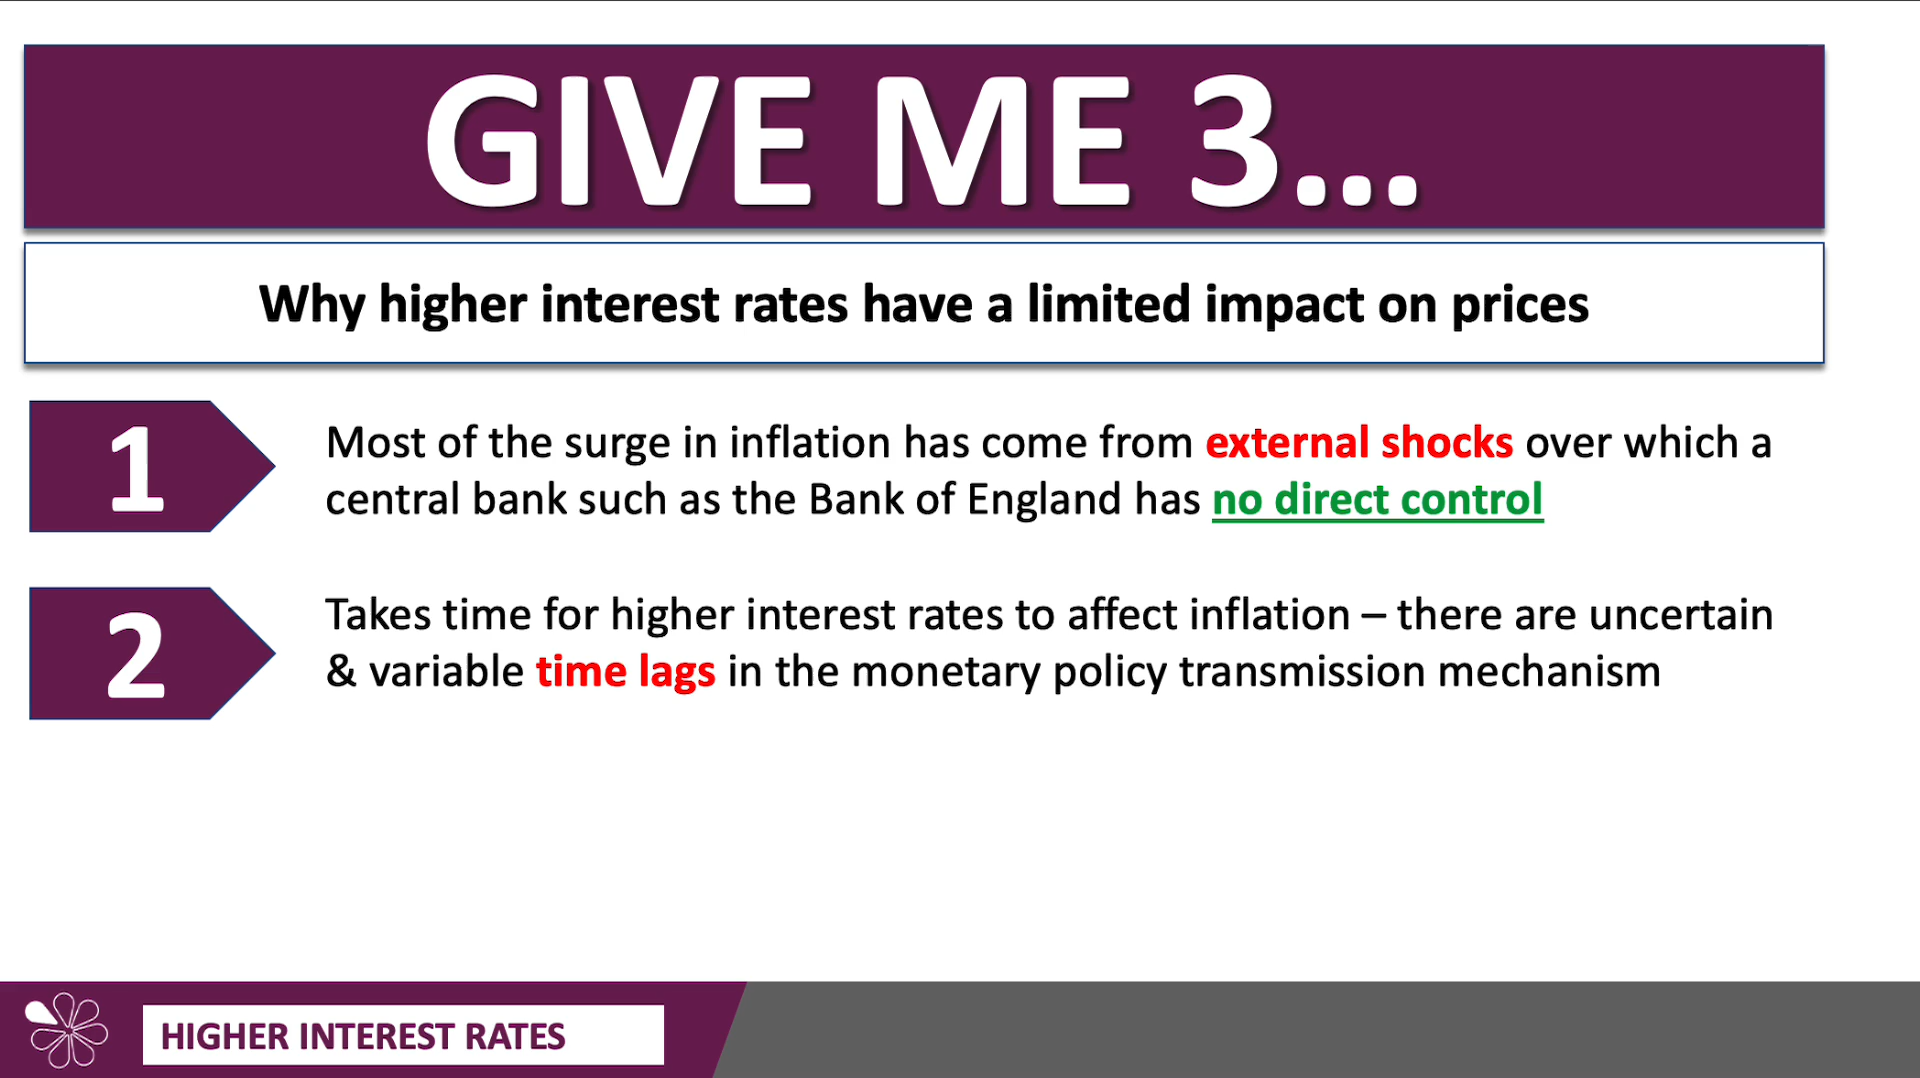 GIVE ME 3...
Why higher interest rates have a limited impact on prices
1
Most of the surge in inflation has come from external shocks over which a
central bank such as the Bank of England has no direct control
2
Takes time for higher interest rates to affect inflation – there are uncertain
& variable time lags in the monetary policy transmission mechanism
HIGHER INTEREST RATES